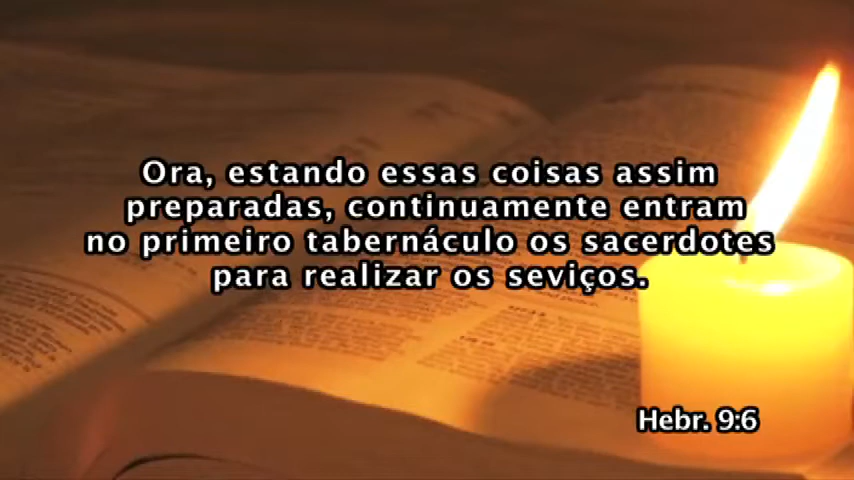 Ora, estando essas coisas assim
preparadas, continuamente entram
no primeiro tabernáculo os sacerdotes
para realizar os seviços.
Hebr. 9:6